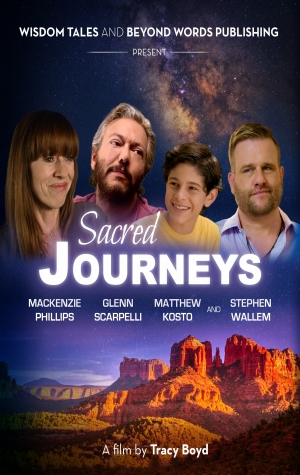 WISDOM TALES AND BEYOND WORDS PUBLISHING
PRESENT
Sacred
JOURNEYS
MACKENZIE GLENN MATTHEW AND STEPHEN
PHILLIPS SCARPELLI KOSTO WALLEM
A film by Tracy Boyd